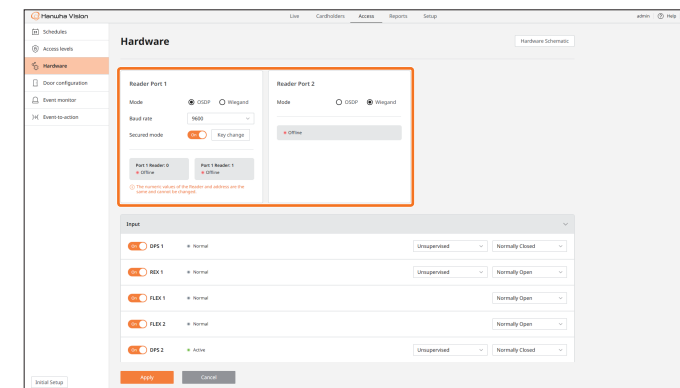 Hanwha Vision
Live Cardholders Access Reports Setup
admin Help
Schedules
Access levels
Hardware
Door configuration
Event monitor
Event-to-action
Initial Setup
Hardware
Hardware Schematic
Reader Port 1
Mode OSDP Wiegand
Baud rate 9600
Secured mode On Key change
Port 1 Reader: 0
Offline
Port 1 Reader: 1
Offline
The numeric values of the Reader and address are the
same and cannot be changed.
Reader Port 2
Mode OSDP Wiegand
Offline
Input
On DPS 1 Normal Unsupervised Normally Closed
On REX 1 Normal Unsupervised Normally Open
On FLEX 1 Normal Normally Open
On FLEX 2 Normal Normally Open
On DPS 2 Active Unsupervised Normally Closed
Apply Cancel